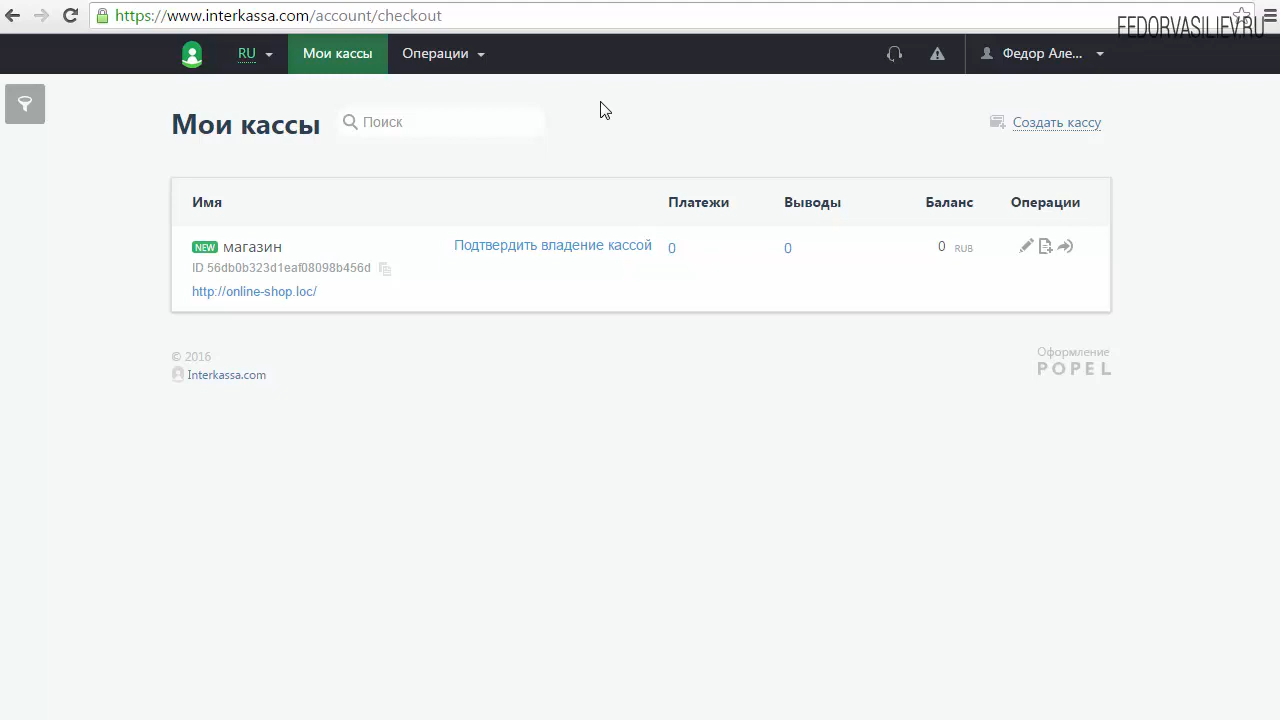 https://www.interkassa.com/account/checkout
FEDORVASILIEV.RU
RU Мои кассы Операции Федор Але...
Мои кассы Поиск Создать кассу
Имя Платежи Выводы Баланс Операции
NEW магазин Подтвердить владение кассой 0 0 0 RUB
ID 56db0b323d1eaf08098b456d
http://online-shop.loc/
© 2016 Оформление
Interkassa.com POPEL